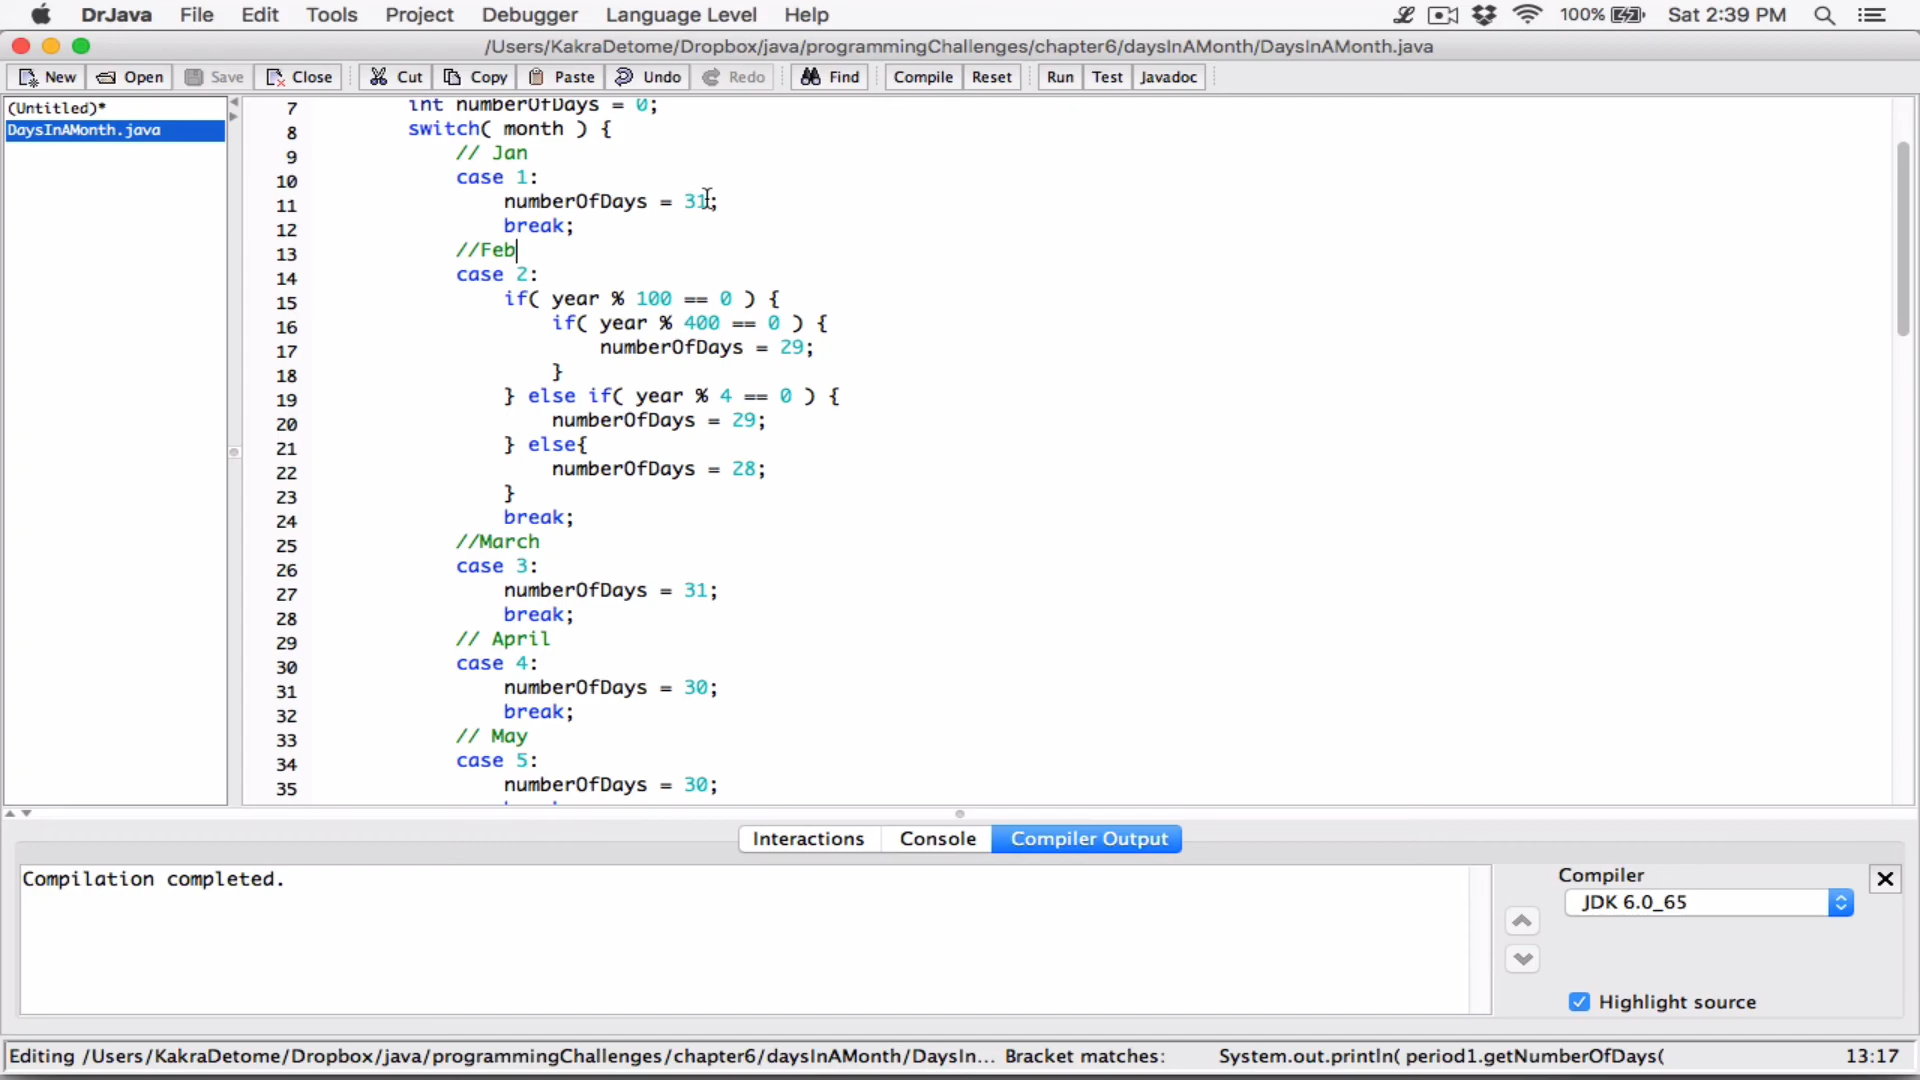 DrJava File Edit Tools Project Debugger Language Level Help 100% Sat 2:39 PM
/Users/KakraDetome/Dropbox/java/programmingChallenges/chapter6/daysInAMonth/DaysInAMonth.java
New Open Save Close Cut Copy Paste Undo Redo Find Compile Reset Run Test Javadoc
(Untitled)*
DaysInAMonth.java
7 int numberOfDays = 0;
8 switch( month ) {
9 // Jan
10 case 1:
11 numberOfDays = 31;
12 break;
13 //Feb
14 case 2:
15 if( year % 100 == 0 ) {
16 if( year % 400 == 0 ) {
17 numberOfDays = 29;
18 }
19 } else if( year % 4 == 0 ) {
20 numberOfDays = 29;
21 } else{
22 numberOfDays = 28;
23 }
24 break;
25 //March
26 case 3:
27 numberOfDays = 31;
28 break;
29 // April
30 case 4:
31 numberOfDays = 30;
32 break;
33 // May
34 case 5:
35 numberOfDays = 30;
Interactions Console Compiler Output
Compilation completed.
Compiler
JDK 6.0_65
Highlight source
Editing /Users/KakraDetome/Dropbox/java/programmingChallenges/chapter6/daysInAMonth/DaysIn... Bracket matches: System.out.println( period1.getNumberOfDays( 13:17